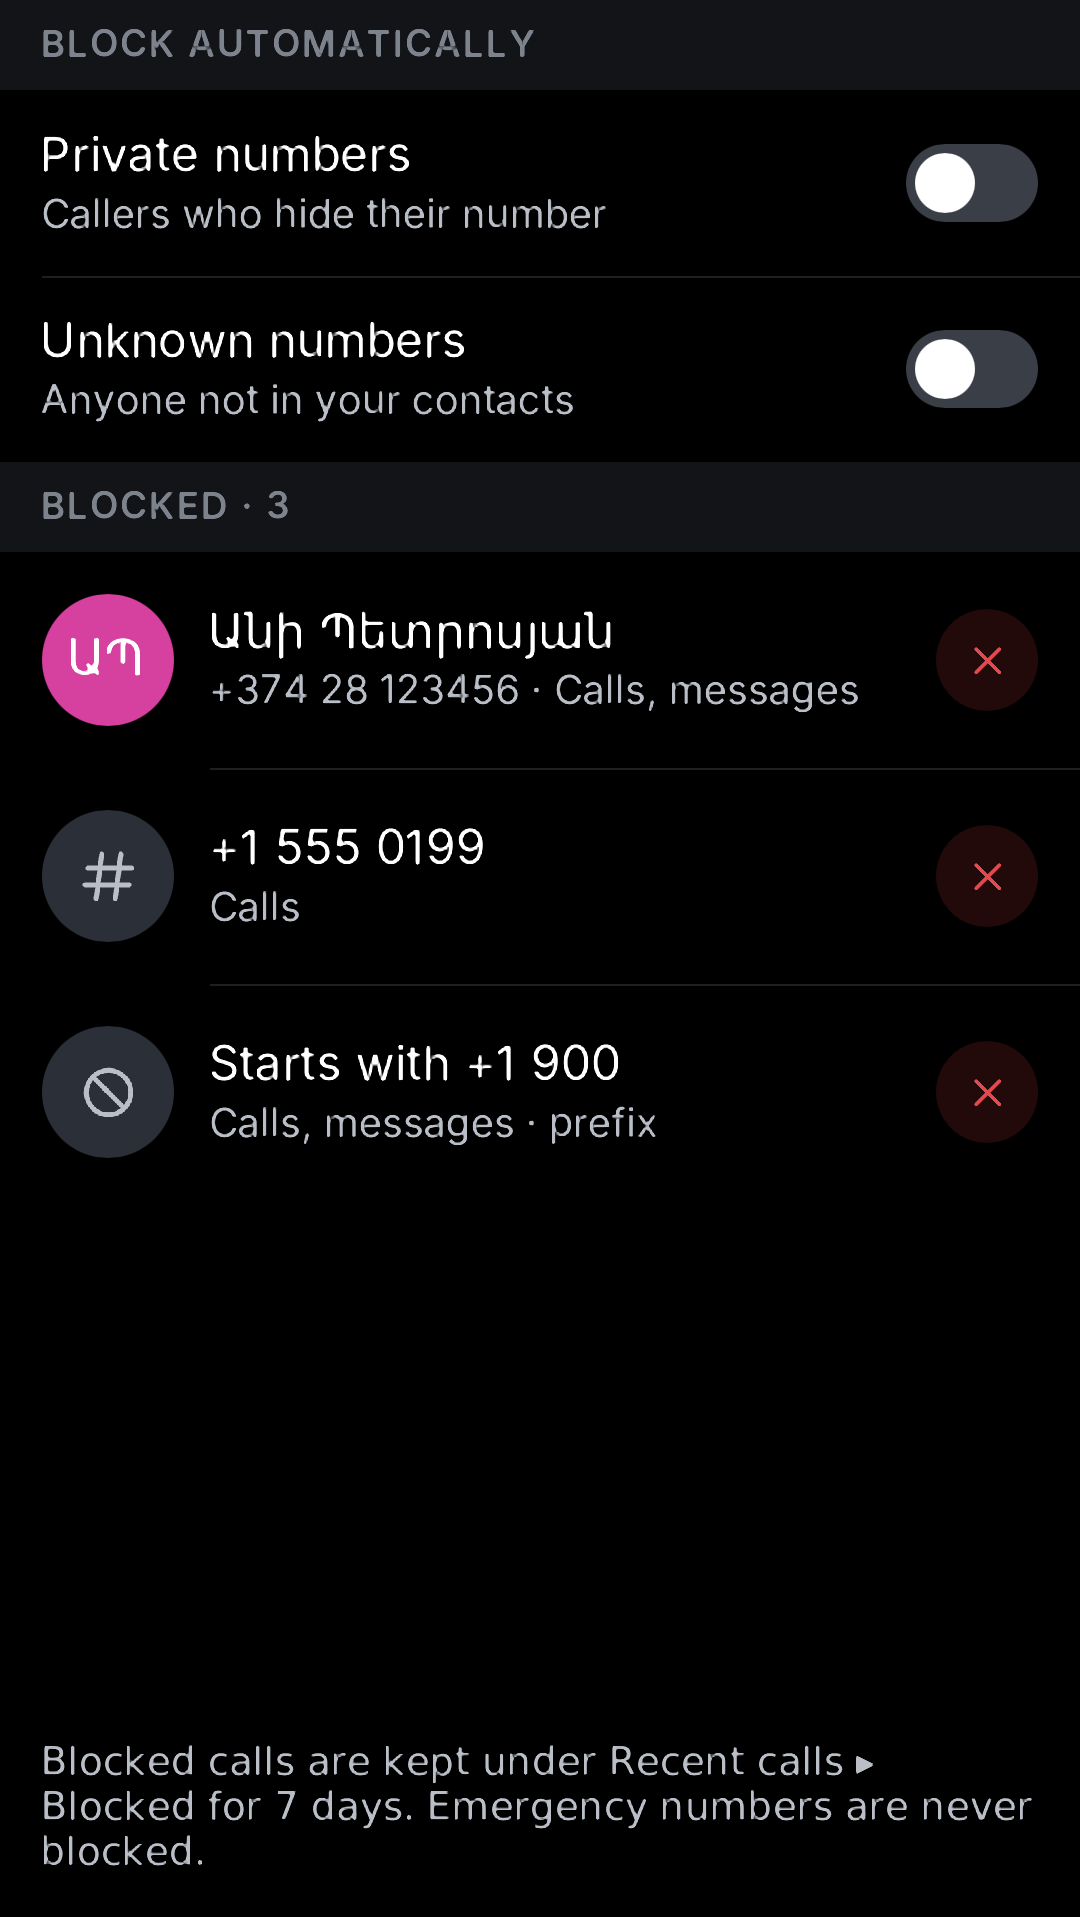 BLOCK AUTOMATICALLY
Private numbers
Callers who hide their number
Unknown numbers
Anyone not in your contacts
BLOCKED · 3
ԱՊ
Անի Պետրոսյան
+374 28 123456 · Calls, messages
+1 555 0199
Calls
Starts with +1 900
Calls, messages · prefix
Blocked calls are kept under Recent calls ▸
Blocked for 7 days. Emergency numbers are never
blocked.